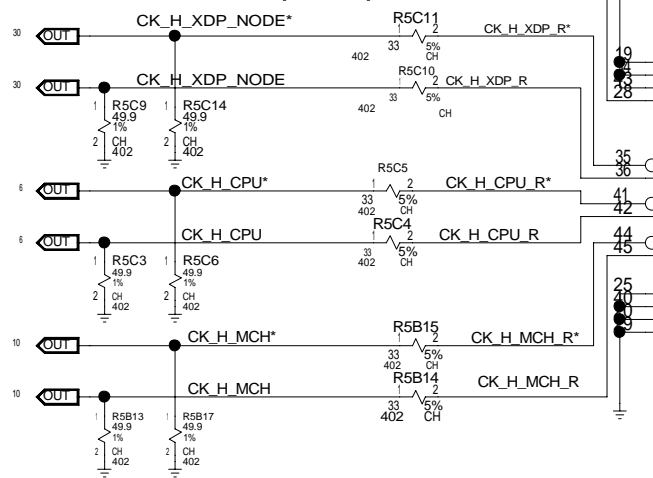 CK_H_XDP_NODE*
30 OUT
R5C11
1 2
33 5%
402 CH
CK_H_XDP_R*
30 OUT
CK_H_XDP_NODE
R5C10
1 2
33 5%
402 CH
CK_H_XDP_R
1 R5C9
49.9
1%
2 CH
402
1 R5C14
49.9
1%
2 CH
402
19
28
35
36
6 OUT
CK_H_CPU*
R5C5
1 2
33 5%
402 CH
CK_H_CPU_R*
41
42
6 OUT
CK_H_CPU
R5C4
1 2
33 5%
402 CH
CK_H_CPU_R
44
45
1 R5C3
49.9
1%
2 CH
402
1 R5C6
49.9
1%
2 CH
402
25
40
10 OUT
CK_H_MCH*
R5B15
1 2
33 5%
402 CH
CK_H_MCH_R*
10 OUT
CK_H_MCH
R5B14
1 2
33 5%
402 CH
CK_H_MCH_R
1 R5B13
49.9
1%
2 CH
402
1 R5B17
49.9
1%
2 CH
402